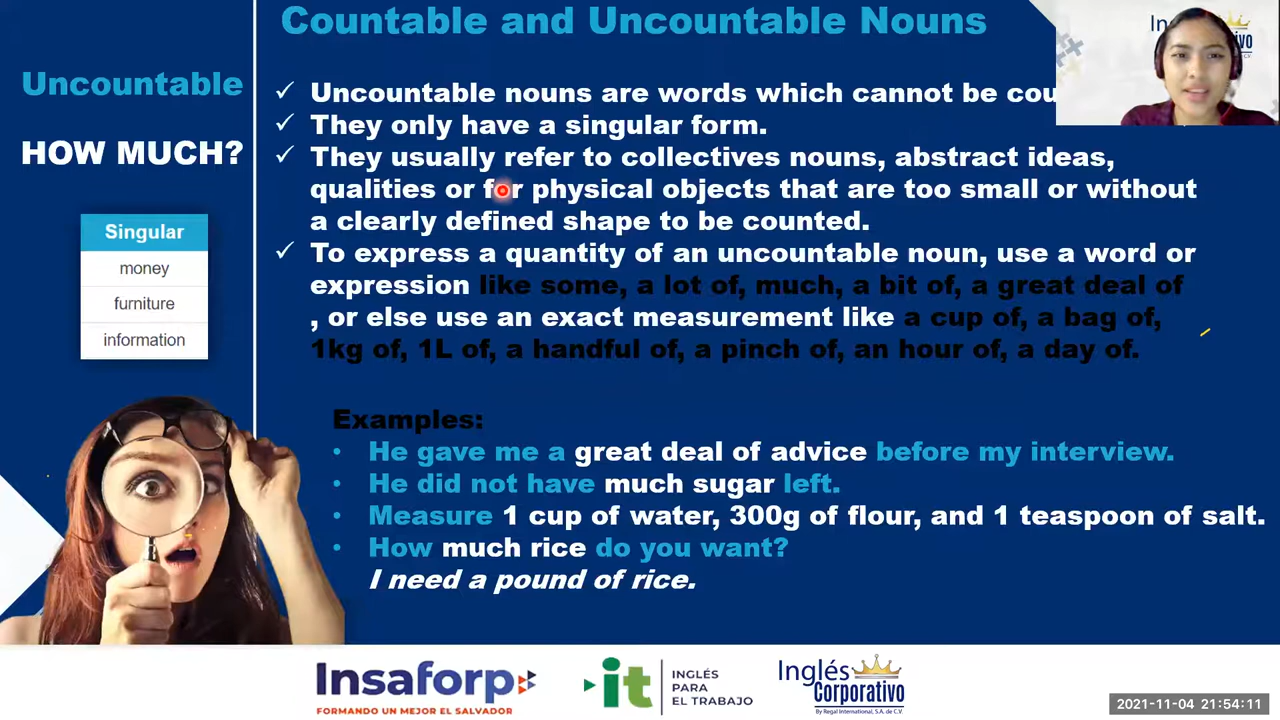 Countable and Uncountable Nouns
Uncountable
HOW MUCH?
Singular
money
furniture
information
✓ Uncountable nouns are words which cannot be
✓ They only have a singular form.
✓ They usually refer to collectives nouns, abstract ideas,
qualities or for physical objects that are too small or without
a clearly defined shape to be counted.
✓ To express a quantity of an uncountable noun, use a word or
expression like some, a lot of, much, a bit of, a great deal of
, or else use an exact measurement like a cup of, a bag of,
1kg of, 1L of, a handful of, a pinch of, an hour of, a day of.
Examples:
• He gave me a great deal of advice before my interview.
• He did not have much sugar left.
• Measure 1 cup of water, 300g of flour, and 1 teaspoon of salt.
• How much rice do you want?
I need a pound of rice.
Insaforp
FORMANDO UN MEJOR EL SALVADOR
it
INGLÉS
PARA
EL TRABAJO
Inglés
Corporativo
By Regal International, S.A. de C.V.
2021-11-04 21:54:11